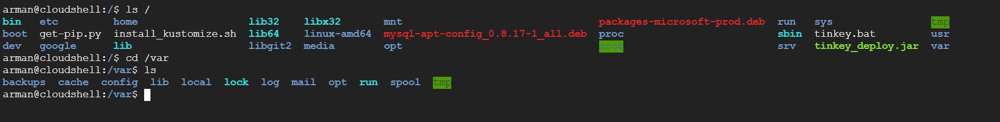 arman@cloudshell:/$ ls /
bin   etc         home                  lib32    libx32       mnt                                packages-microsoft-prod.deb  run   sys                tmp
boot  get-pip.py  install_kustomize.sh  lib64    linux-amd64  mysql-apt-config_0.8.17-1_all.deb  proc                         sbin  tinkey.bat         usr
dev   google      lib                   libgit2  media        opt                                root                         srv   tinkey_deploy.jar  var
arman@cloudshell:/$ cd /var
arman@cloudshell:/var$ ls
backups  cache  config  lib  local  lock  log  mail  opt  run  spool  tmp
arman@cloudshell:/var$